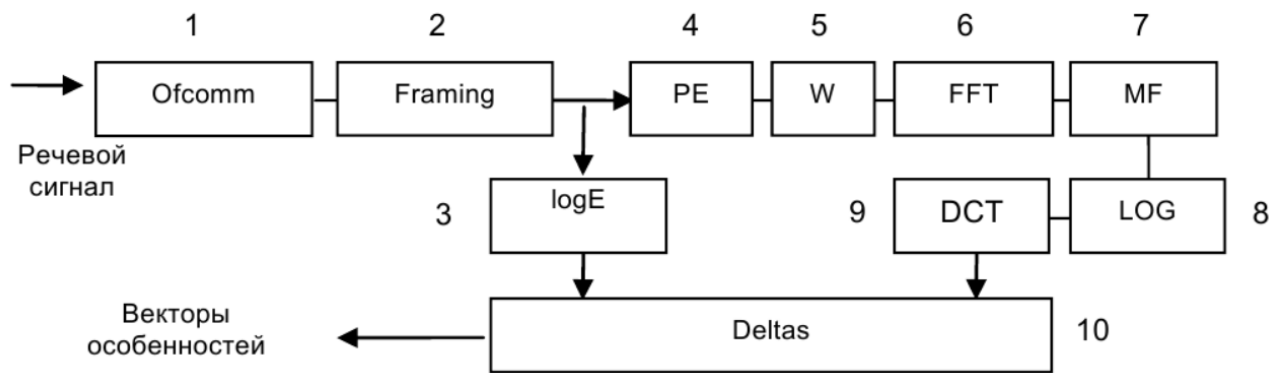 1 2 4 5 6 7
Ofcomm Framing PE W FFT MF
Речевой
сигнал
3 logE 9 DCT LOG 8
Векторы
особенностей
Deltas 10